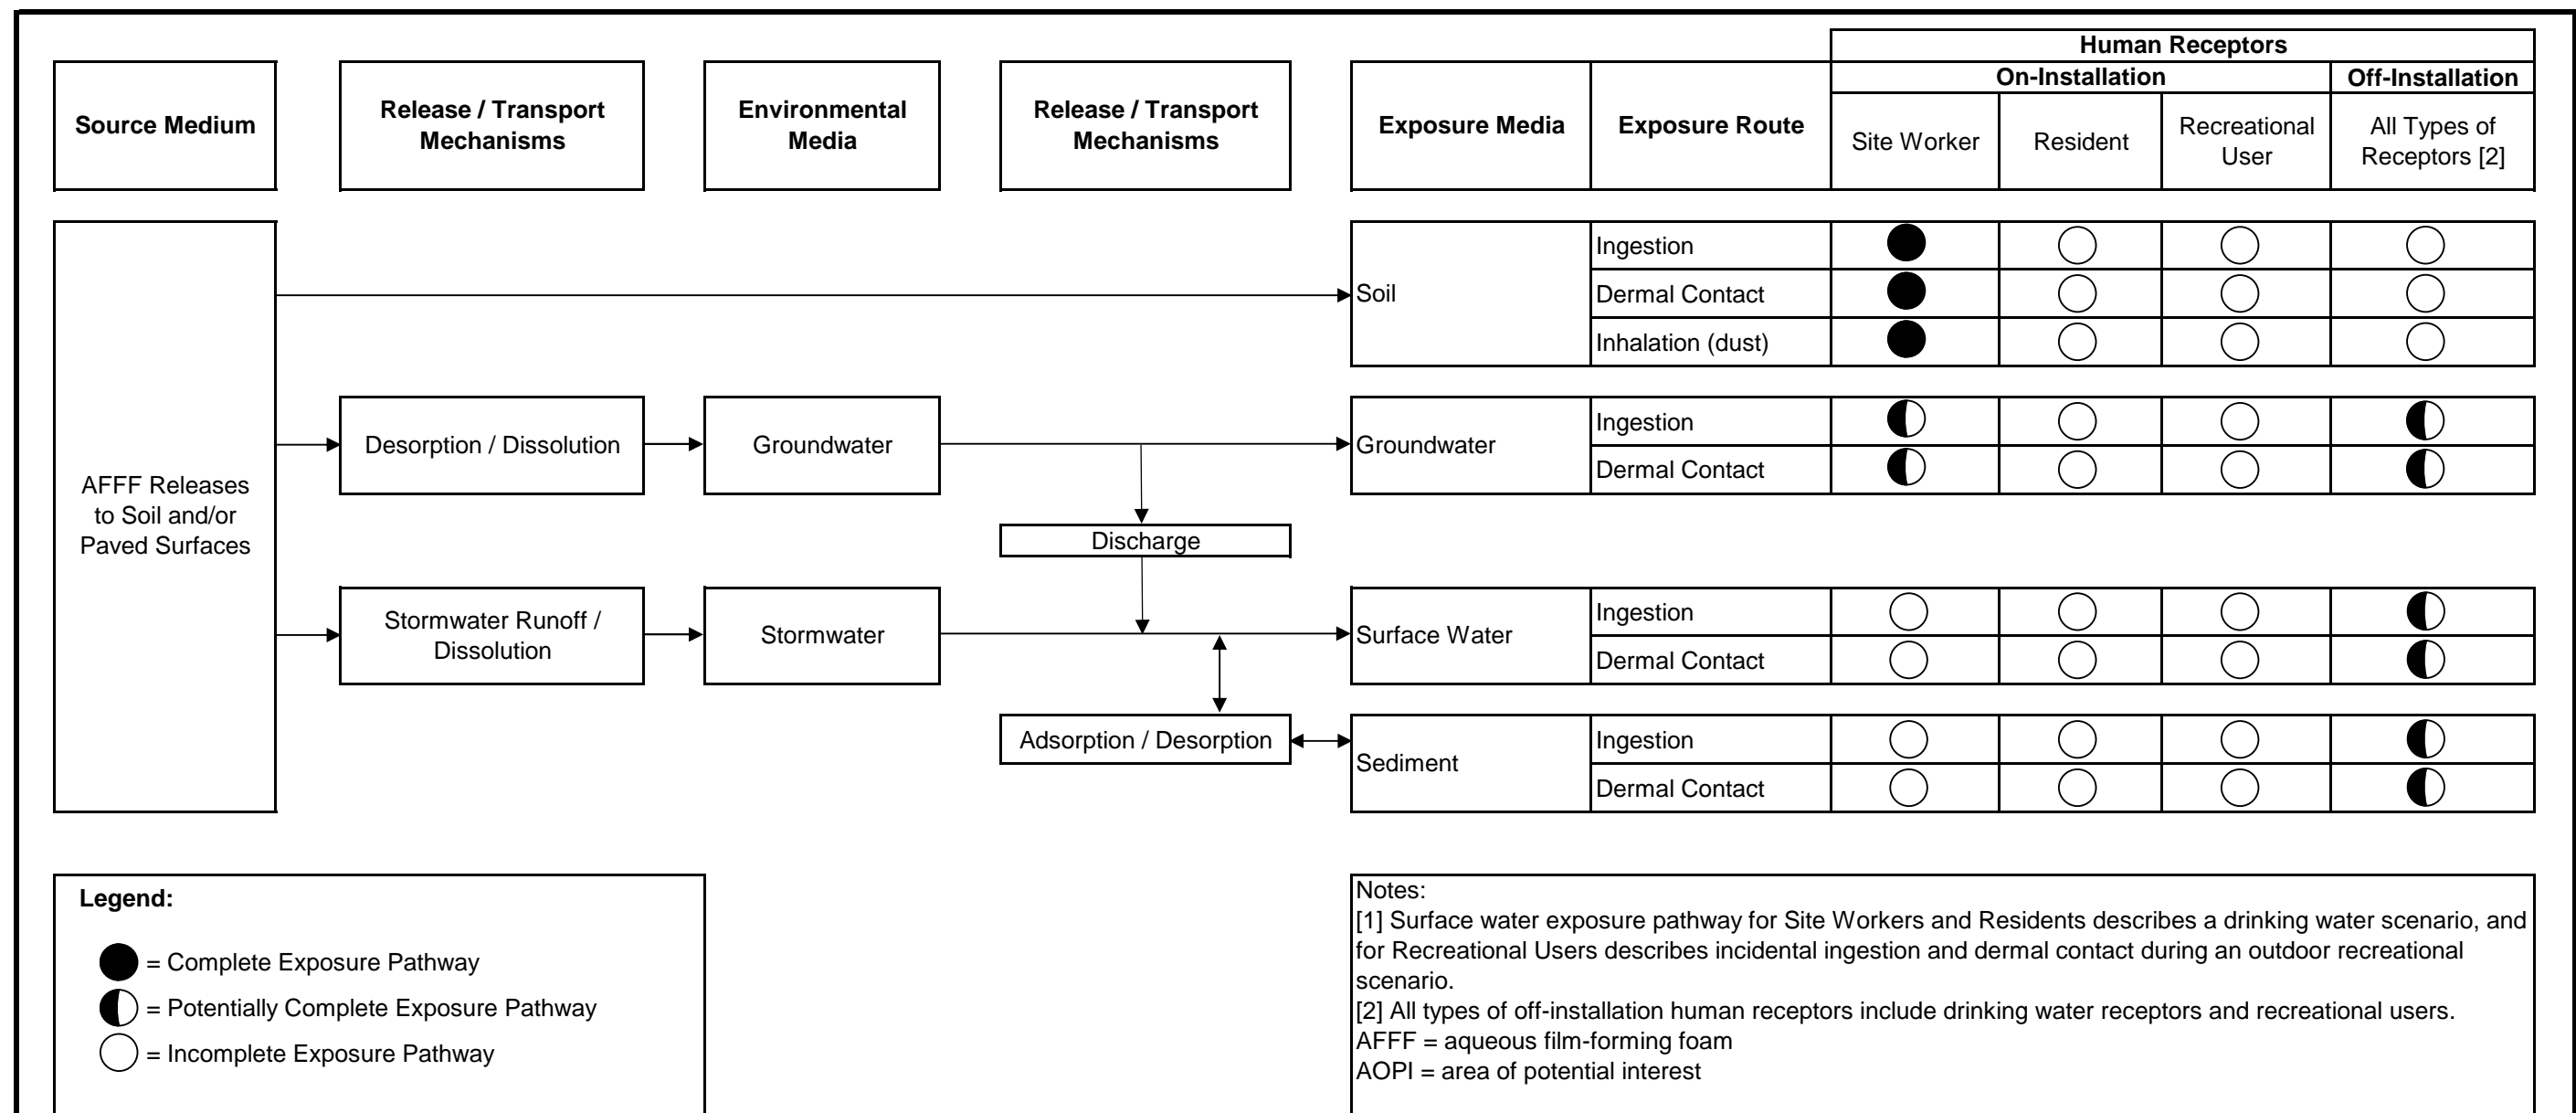 Human Receptors
On-Installation
Off-Installation
Source Medium
Release / Transport
Mechanisms
Environmental
Media
Release / Transport
Mechanisms
Exposure Media
Exposure Route
Site Worker
Resident
Recreational
User
All Types of
Receptors [2]
AFFF Releases
to Soil and/or
Paved Surfaces
Soil
Ingestion
Dermal Contact
Inhalation (dust)
Desorption / Dissolution
Groundwater
Groundwater
Ingestion
Dermal Contact
Discharge
Stormwater Runoff /
Dissolution
Stormwater
Surface Water
Ingestion
Dermal Contact
Adsorption / Desorption
Sediment
Ingestion
Dermal Contact
Legend:
= Complete Exposure Pathway
= Potentially Complete Exposure Pathway
= Incomplete Exposure Pathway
Notes:
[1] Surface water exposure pathway for Site Workers and Residents describes a drinking water scenario, and
for Recreational Users describes incidental ingestion and dermal contact during an outdoor recreational
scenario.
[2] All types of off-installation human receptors include drinking water receptors and recreational users.
AFFF = aqueous film-forming foam
AOPI = area of potential interest